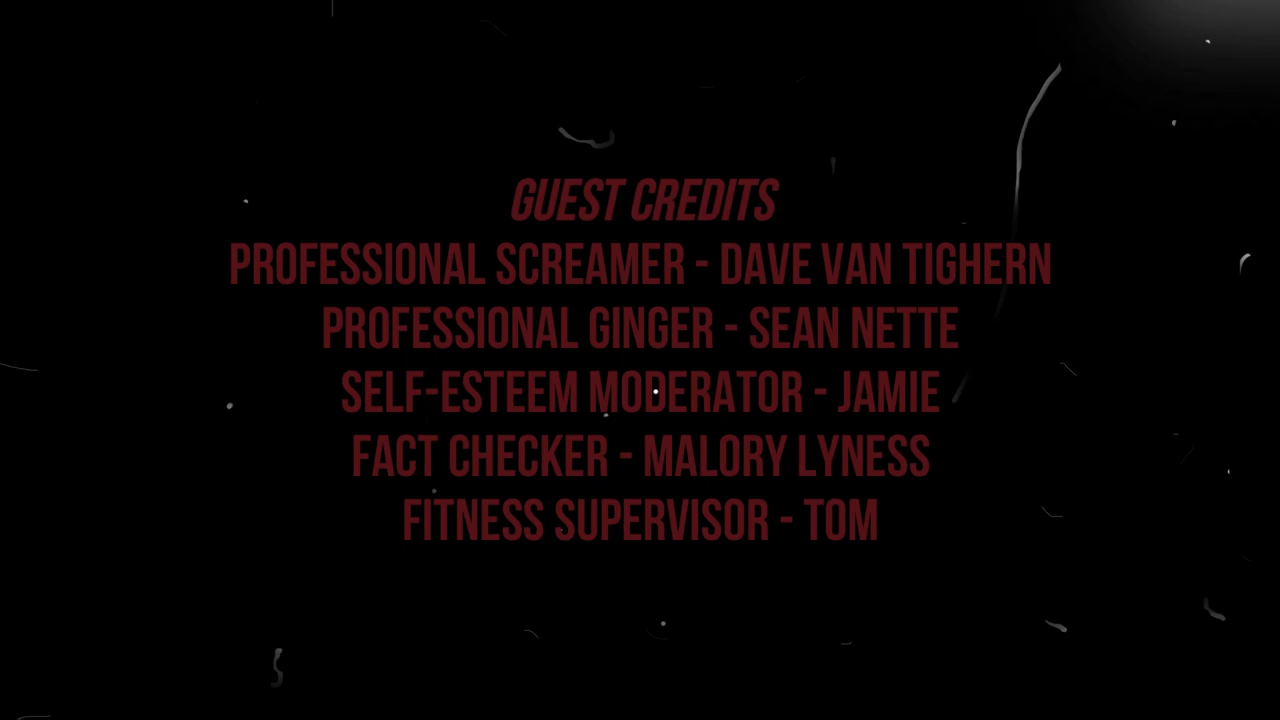 GUEST CREDITS
PROFESSIONAL SCREAMER - DAVE VAN TIGHERN
PROFESSIONAL GINGER - SEAN NETTE
SELF-ESTEEM MODERATOR - JAMIE
FACT CHECKER - MALORY LYNESS
FITNESS SUPERVISOR - TOM